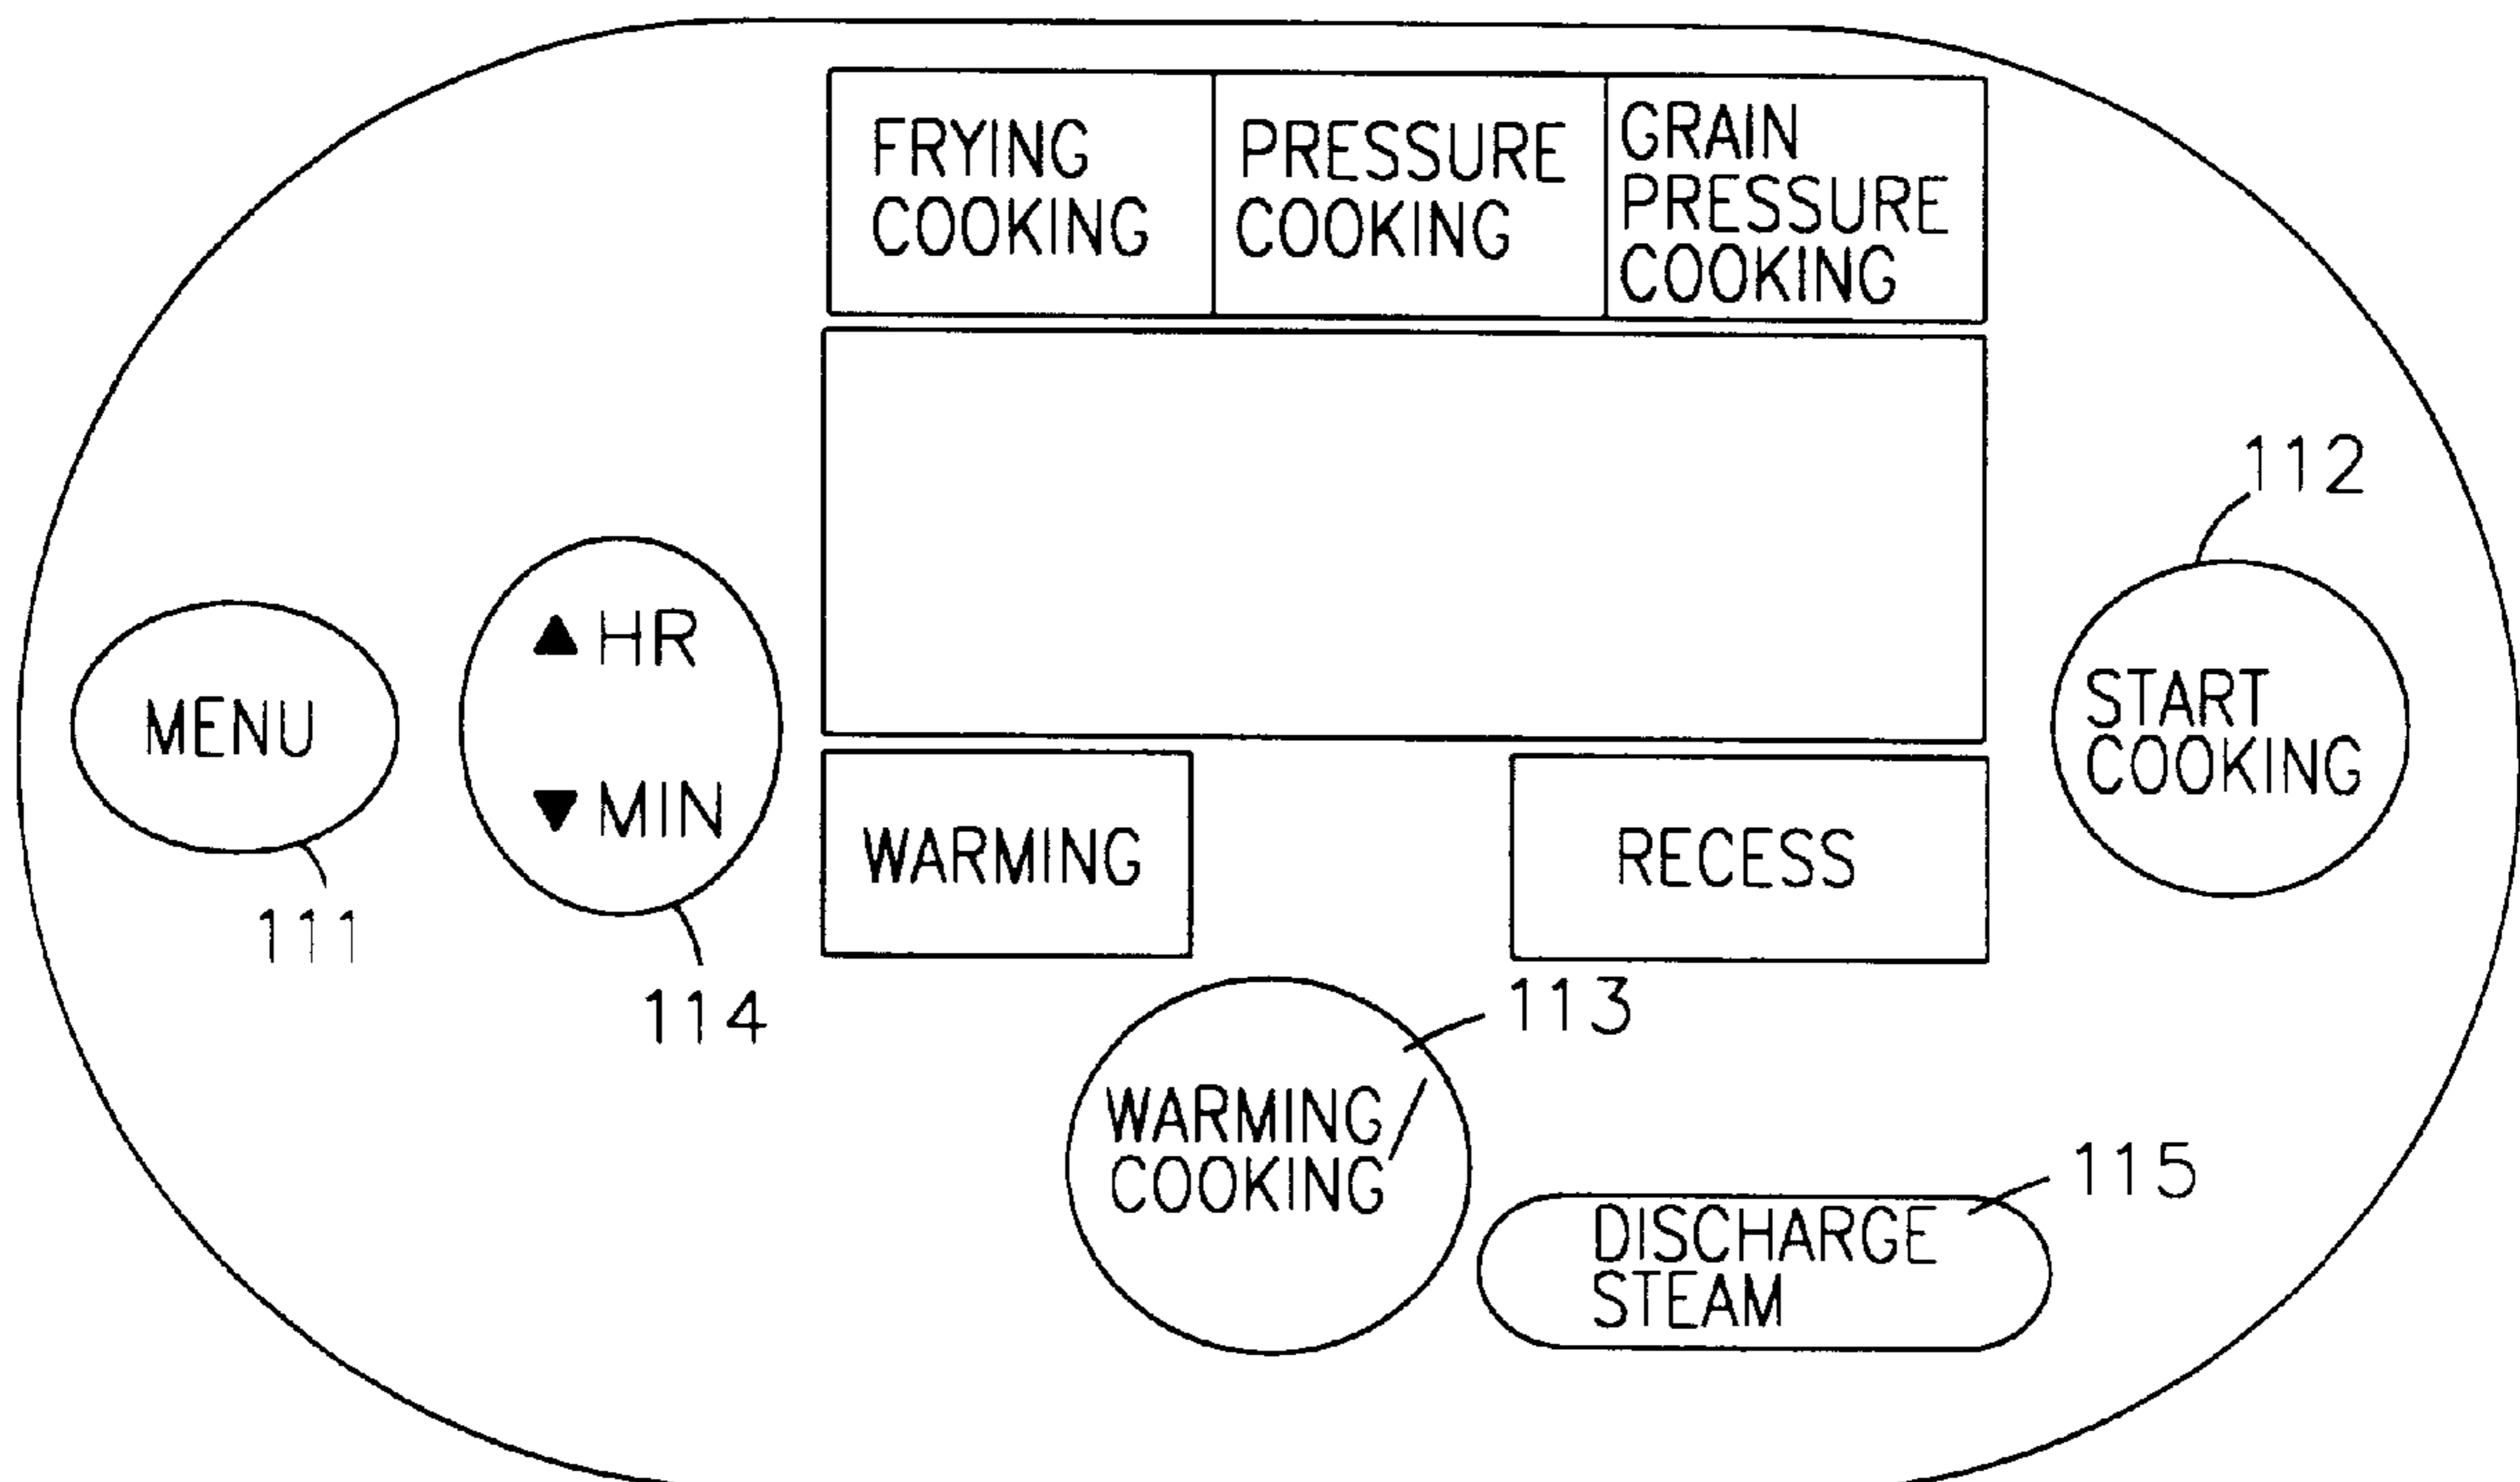 FRYING
COOKING
PRESSURE
COOKING
GRAIN
PRESSURE
COOKING
112
▲ HR
▼ MIN
MENU
START
COOKING
WARMING
RECESS
111
114
113
WARMING/
COOKING
115
DISCHARGE
STEAM